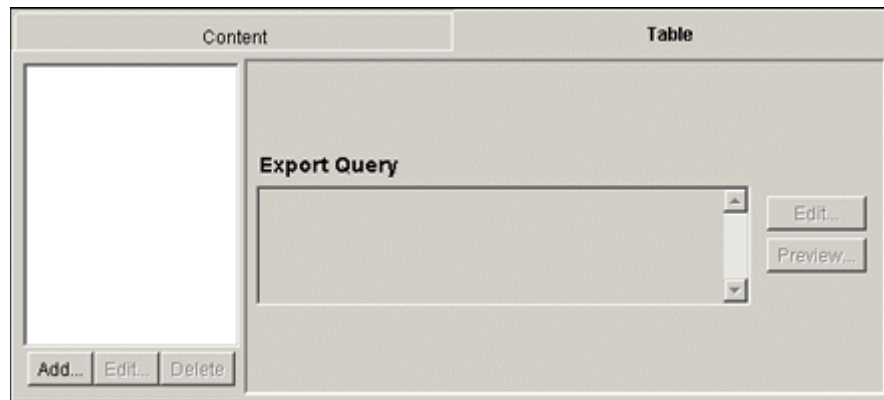 Content
Table
Export Query
Edit...
Preview...
Add...
Edit...
Delete